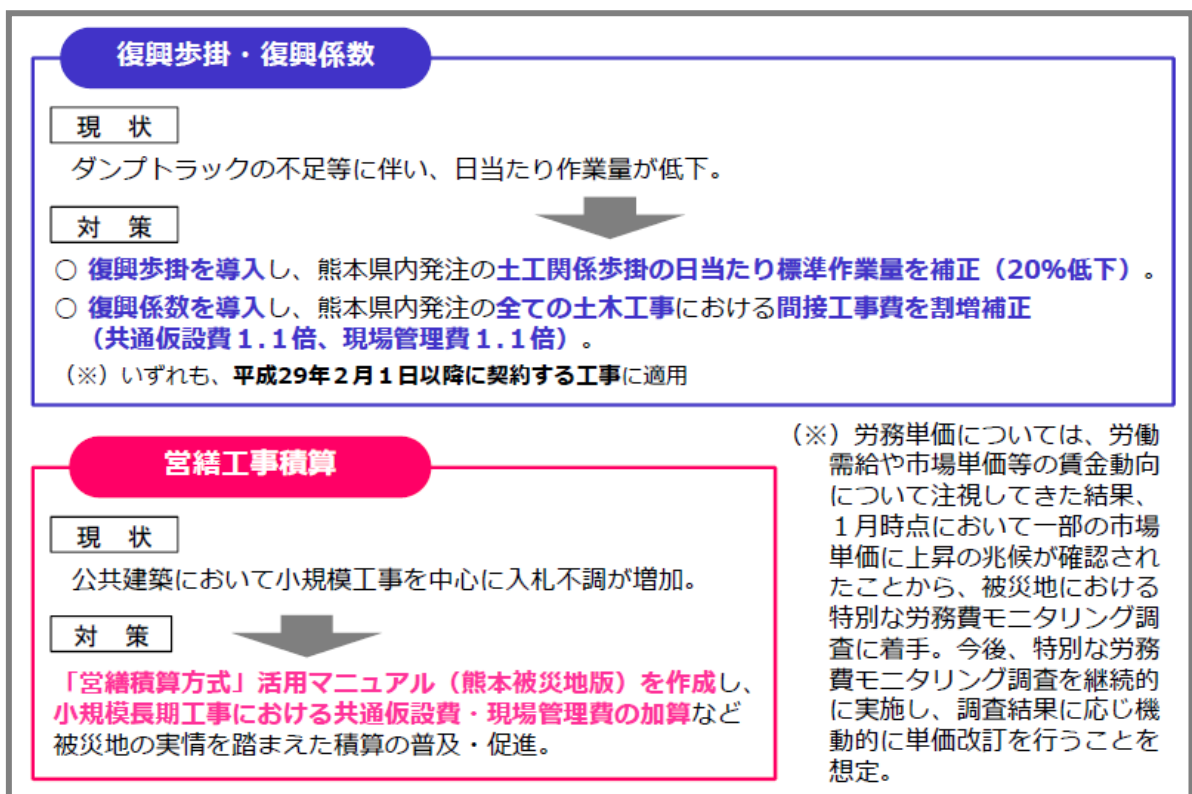 復興歩掛・復興係数
現 状
ダンプトラックの不足等に伴い、日当たり作業量が低下。
対 策
○ 復興歩掛を導入し、熊本県内発注の土工関係歩掛の日当たり標準作業量を補正（20%低下）。
○ 復興係数を導入し、熊本県内発注の全ての土木工事における間接工事費を割増補正
（共通仮設費１.１倍、現場管理費１.１倍）。
（※）いずれも、平成29年２月１日以降に契約する工事に適用
営繕工事積算
現 状
公共建築において小規模工事を中心に入札不調が増加。
対 策
「営繕積算方式」活用マニュアル（熊本被災地版）を作成し、
小規模長期工事における共通仮設費・現場管理費の加算など
被災地の実情を踏まえた積算の普及・促進。
（※）労務単価については、労働
需給や市場単価等の賃金動向
について注視してきた結果、
１月時点において一部の市場
単価に上昇の兆候が確認され
たことから、被災地における
特別な労務費モニタリング調
査に着手。今後、特別な労務
費モニタリング調査を継続的
に実施し、調査結果に応じ機
動的に単価改訂を行うことを
想定。